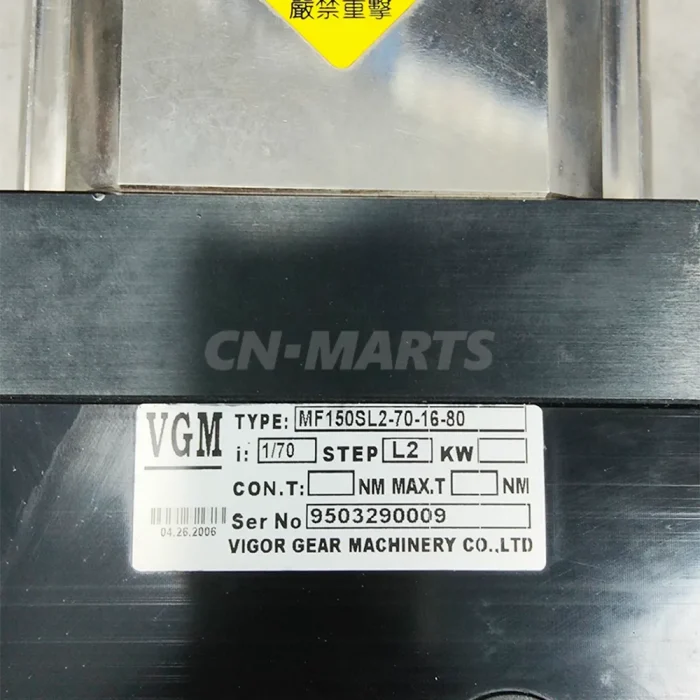 嚴禁重擊
CN-MARTS
VGM TYPE: MF150SL2-70-16-80
i: 1/70 STEP L2 KW
CON.T: NM MAX.T NM
Ser No 9503290009
04.26.2006
VIGOR GEAR MACHINERY CO.,LTD